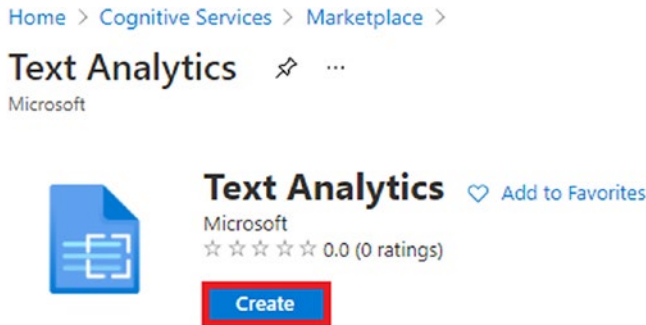 Home > Cognitive Services > Marketplace >
Text Analytics ...
Microsoft
Text Analytics Add to Favorites
Microsoft
0.0 (0 ratings)
Create